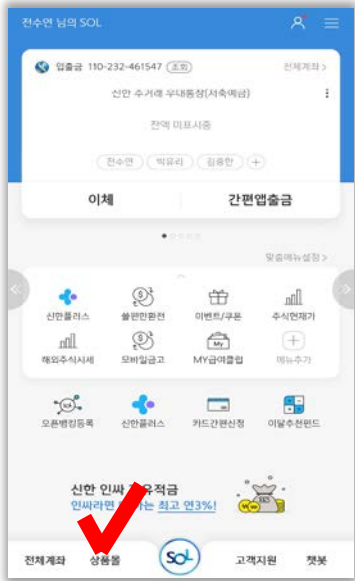 전수연 님의 SOL
입출금 110-232-461547 조회 전체계좌 >
신한 주거래 우대통장(저축예금)
잔액 미표시중
전수연 박유리 김종한 +
이체 간편앱출금
맞춤메뉴설정 >
신한플러스 쏠편한환전 이벤트/쿠폰 주식현재가
해외주식시세 모바일금고 MY급여클럽 메뉴추가
오픈뱅킹등록 신한플러스 카드간편신청 이달추천펀드
신한 인싸 유적금
인싸라면 는 최고 연3%!
전체계좌 상품몰 SOL 고객지원 챗봇